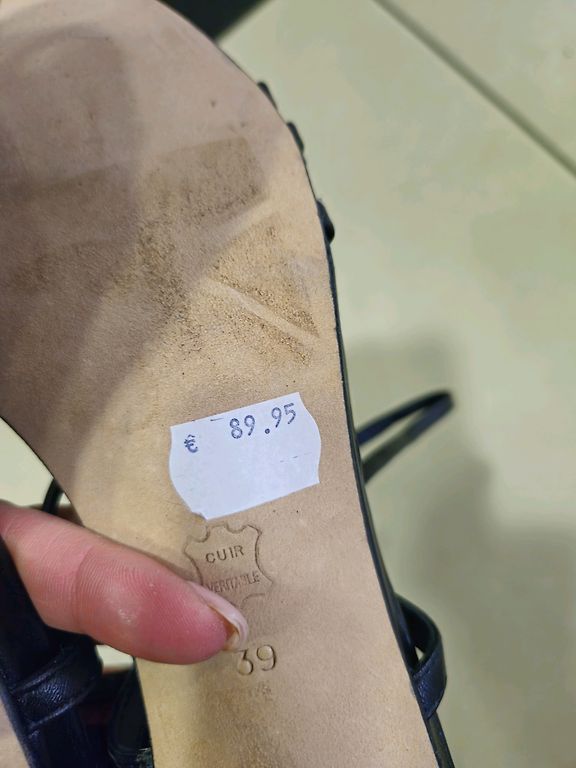 € 89.95
CUIR
VERITABLE
39